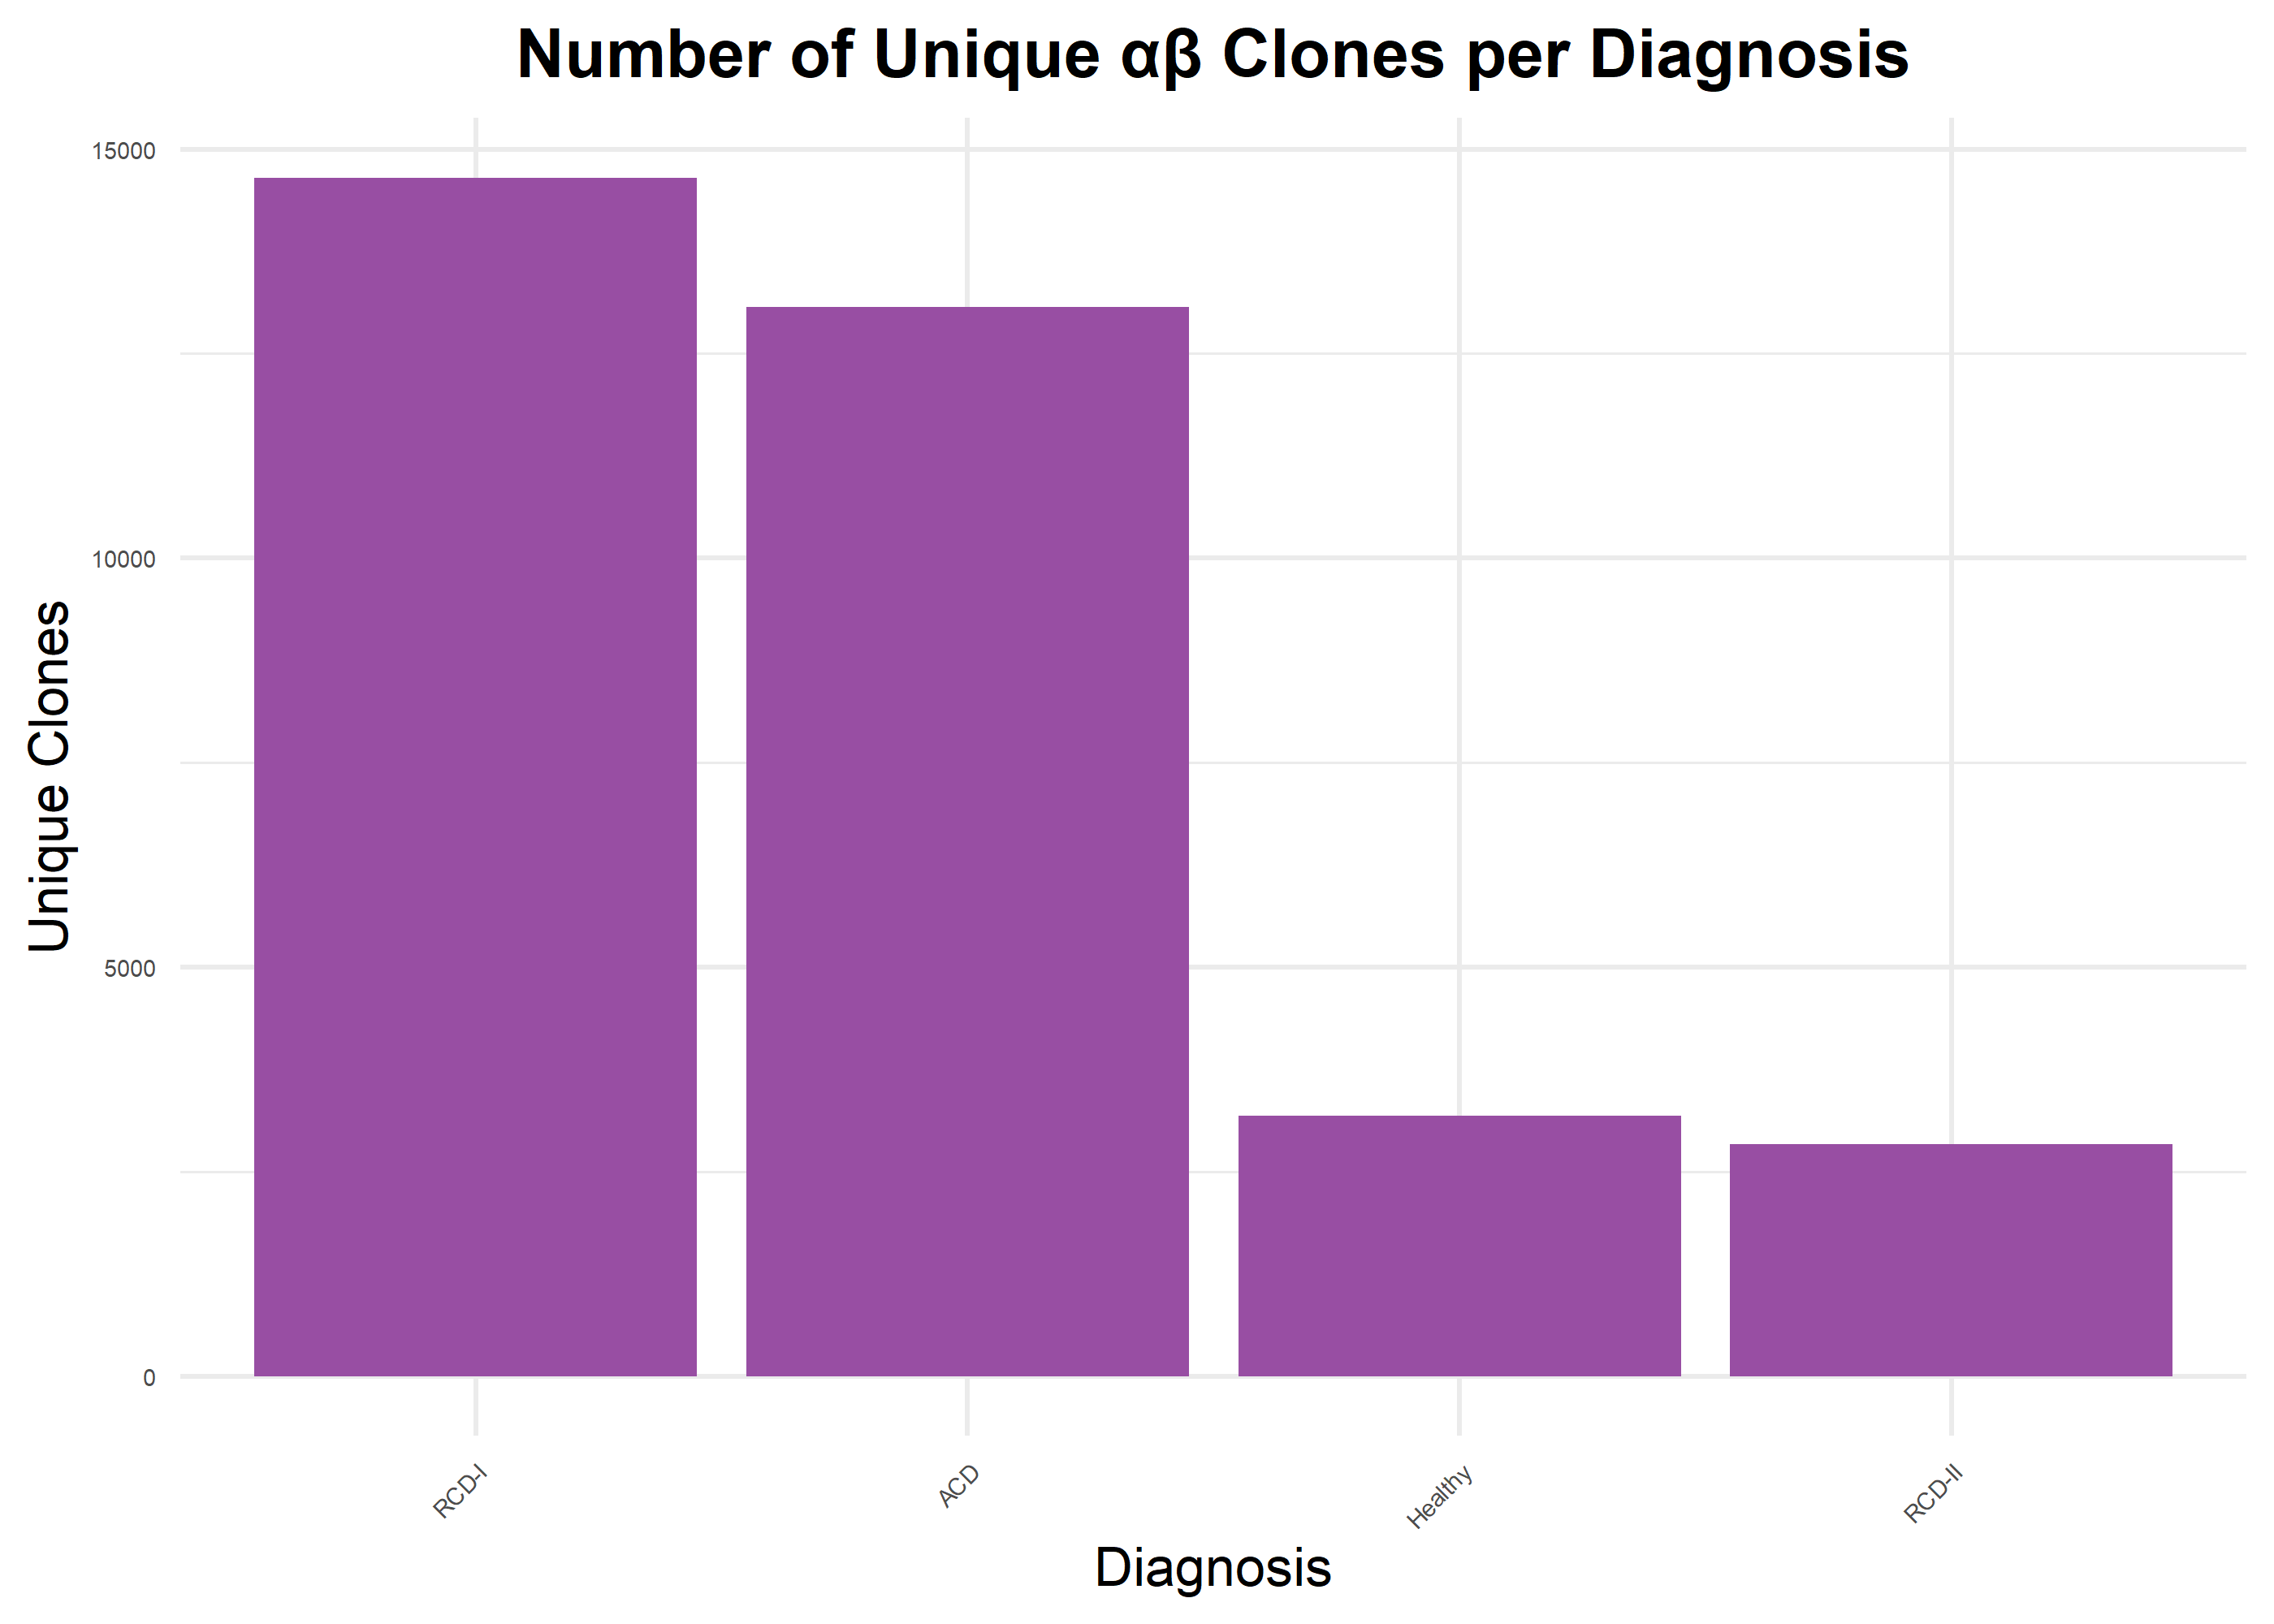 Number of Unique αβ Clones per Diagnosis
Unique Clones
15000
10000
5000
0
RCD-I
ACD
Healthy
RCD-II
Diagnosis